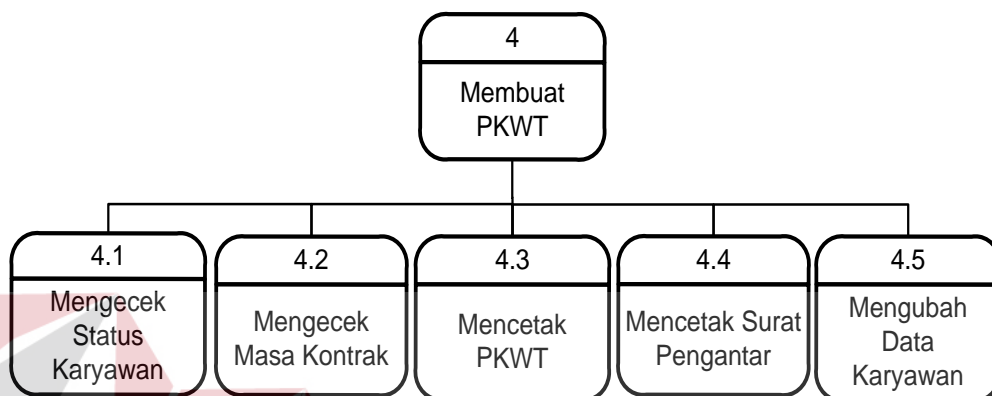 4
Membuat
PKWT
4.1
Mengecek
Status
Karyawan
4.2
Mengecek
Masa Kontrak
4.3
Mencetak
PKWT
4.4
Mencetak Surat
Pengantar
4.5
Mengubah
Data
Karyawan